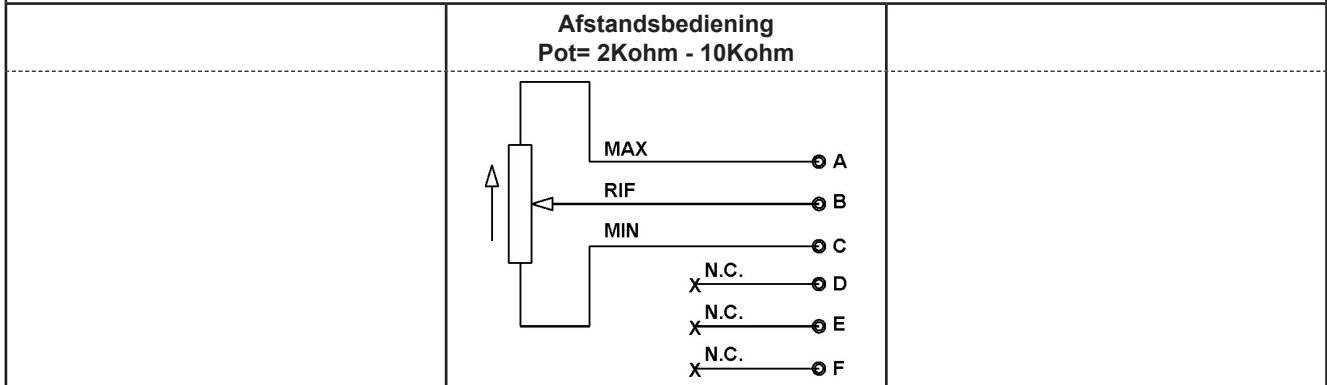 Afstandsbediening
Pot= 2Kohm - 10Kohm
MAX
A
RIF
B
MIN
C
N.C.
D
N.C.
E
N.C.
F